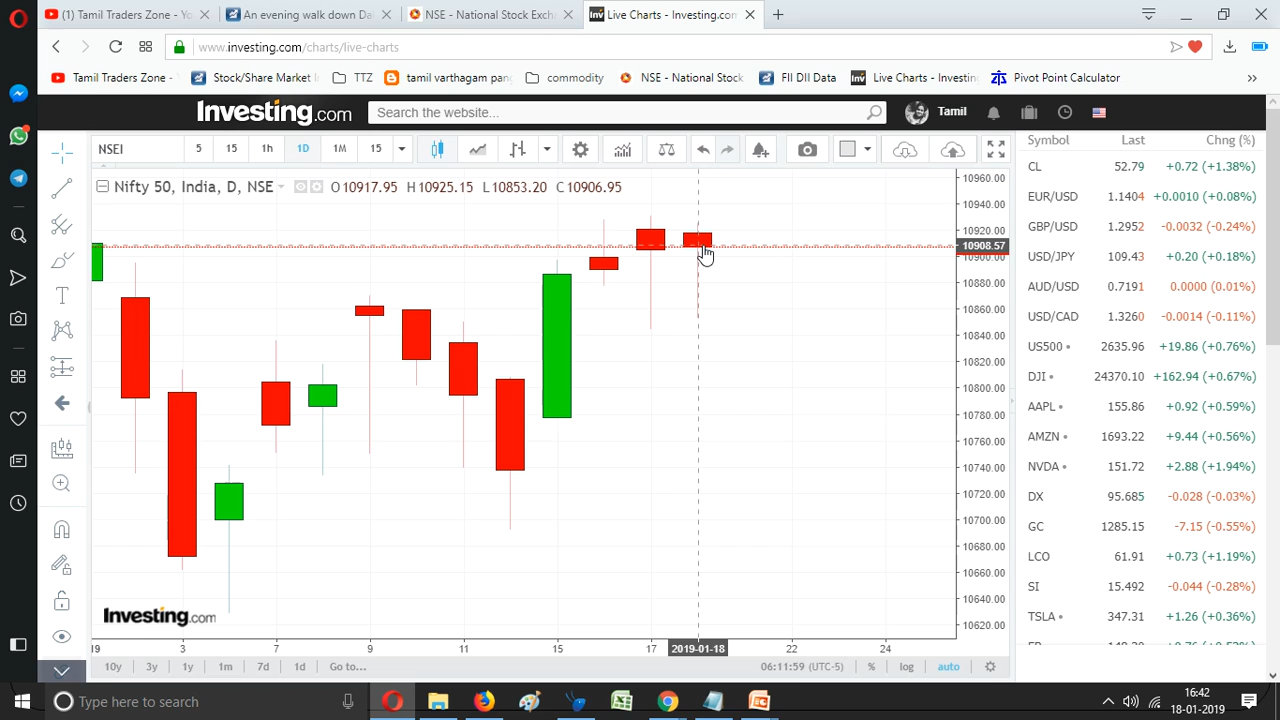 (1) Tamil Traders Zone - Yo
An evening walk down Da
NSE - National Stock Exch
Live Charts - Investing.com
www.investing.com/charts/live-charts
Tamil Traders Zone -
Stock/Share Market I
TTZ
tamil varthagam pan
commodity
NSE - National Stock
FII DII Data
Live Charts - Investin
Pivot Point Calculator
Investing.com
Search the website...
Tamil
NSEI
5
15
1h
1D
1M
15
Nifty 50, India, D, NSE
O10917.95 H10925.15 L10853.20 C10906.95
10960.00
10940.00
10920.00
10908.57
10900.00
10880.00
10860.00
10840.00
10820.00
10800.00
10780.00
10760.00
10740.00
10720.00
10700.00
10680.00
10660.00
10640.00
10620.00
Investing.com
19 3 7 9 11 15 17 2019-01-18 22 24
10y 3y 1y 1m 7d 1d Go to...
06:11:59 (UTC-5) % log auto
Symbol Last Chng (%)
CL 52.79 +0.72 (+1.38%)
EUR/USD 1.1404 +0.0010 (+0.08%)
GBP/USD 1.2952 -0.0032 (-0.24%)
USD/JPY 109.43 +0.20 (+0.18%)
AUD/USD 0.7191 0.0000 (0.01%)
USD/CAD 1.3260 -0.0014 (-0.11%)
US500 2635.96 +19.86 (+0.76%)
DJI 24370.10 +162.94 (+0.67%)
AAPL 155.86 +0.92 (+0.59%)
AMZN 1693.22 +9.44 (+0.56%)
NVDA 151.72 +2.88 (+1.94%)
DX 95.685 -0.028 (-0.03%)
GC 1285.15 -7.15 (-0.55%)
LCO 61.91 +0.73 (+1.19%)
SI 15.492 -0.044 (-0.28%)
TSLA 347.31 +1.26 (+0.36%)
Type here to search
16:42
18-01-2019